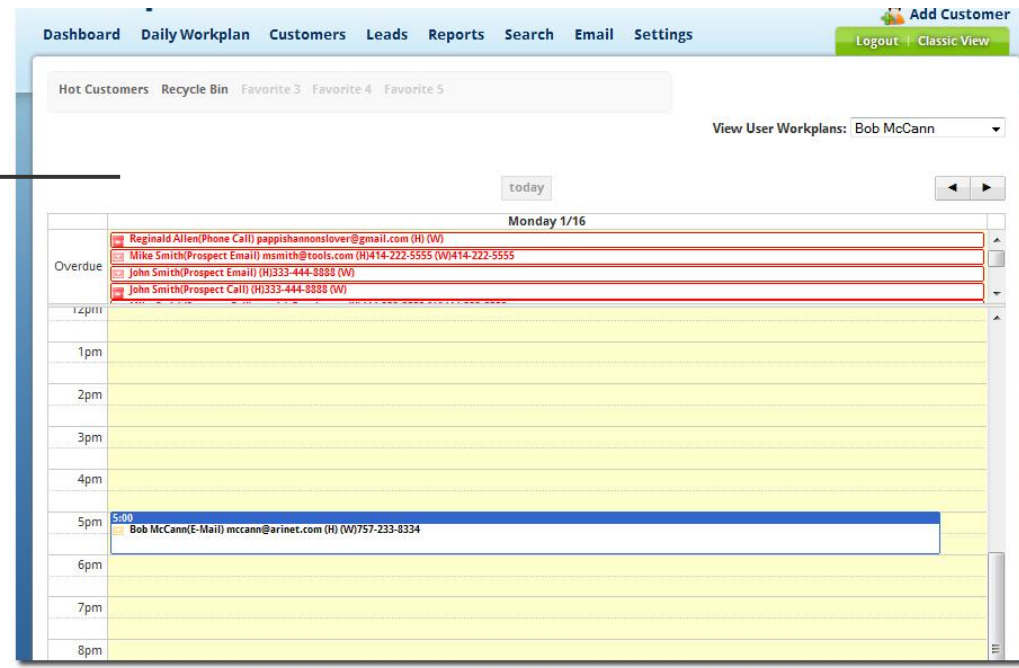 Add Customer
Dashboard Daily Workplan Customers Leads Reports Search Email Settings
Logout | Classic View
Hot Customers Recycle Bin Favorite 3 Favorite 4 Favorite 5
View User Workplans: Bob McCann
today
Monday 1/16
Overdue
Reginald Allen(Phone Call) pappishannonslover@gmail.com (H) (W)
Mike Smith(Prospect Email) msmith@tools.com (H)414-222-5555 (W)414-222-5555
John Smith(Prospect Email) (H)333-444-8888 (W)
John Smith(Prospect Call) (H)333-444-8888 (W)
12pm
1pm
2pm
3pm
4pm
5pm
5:00
Bob McCann(E-Mail) mccann@arinet.com (H) (W)757-233-8334
6pm
7pm
8pm